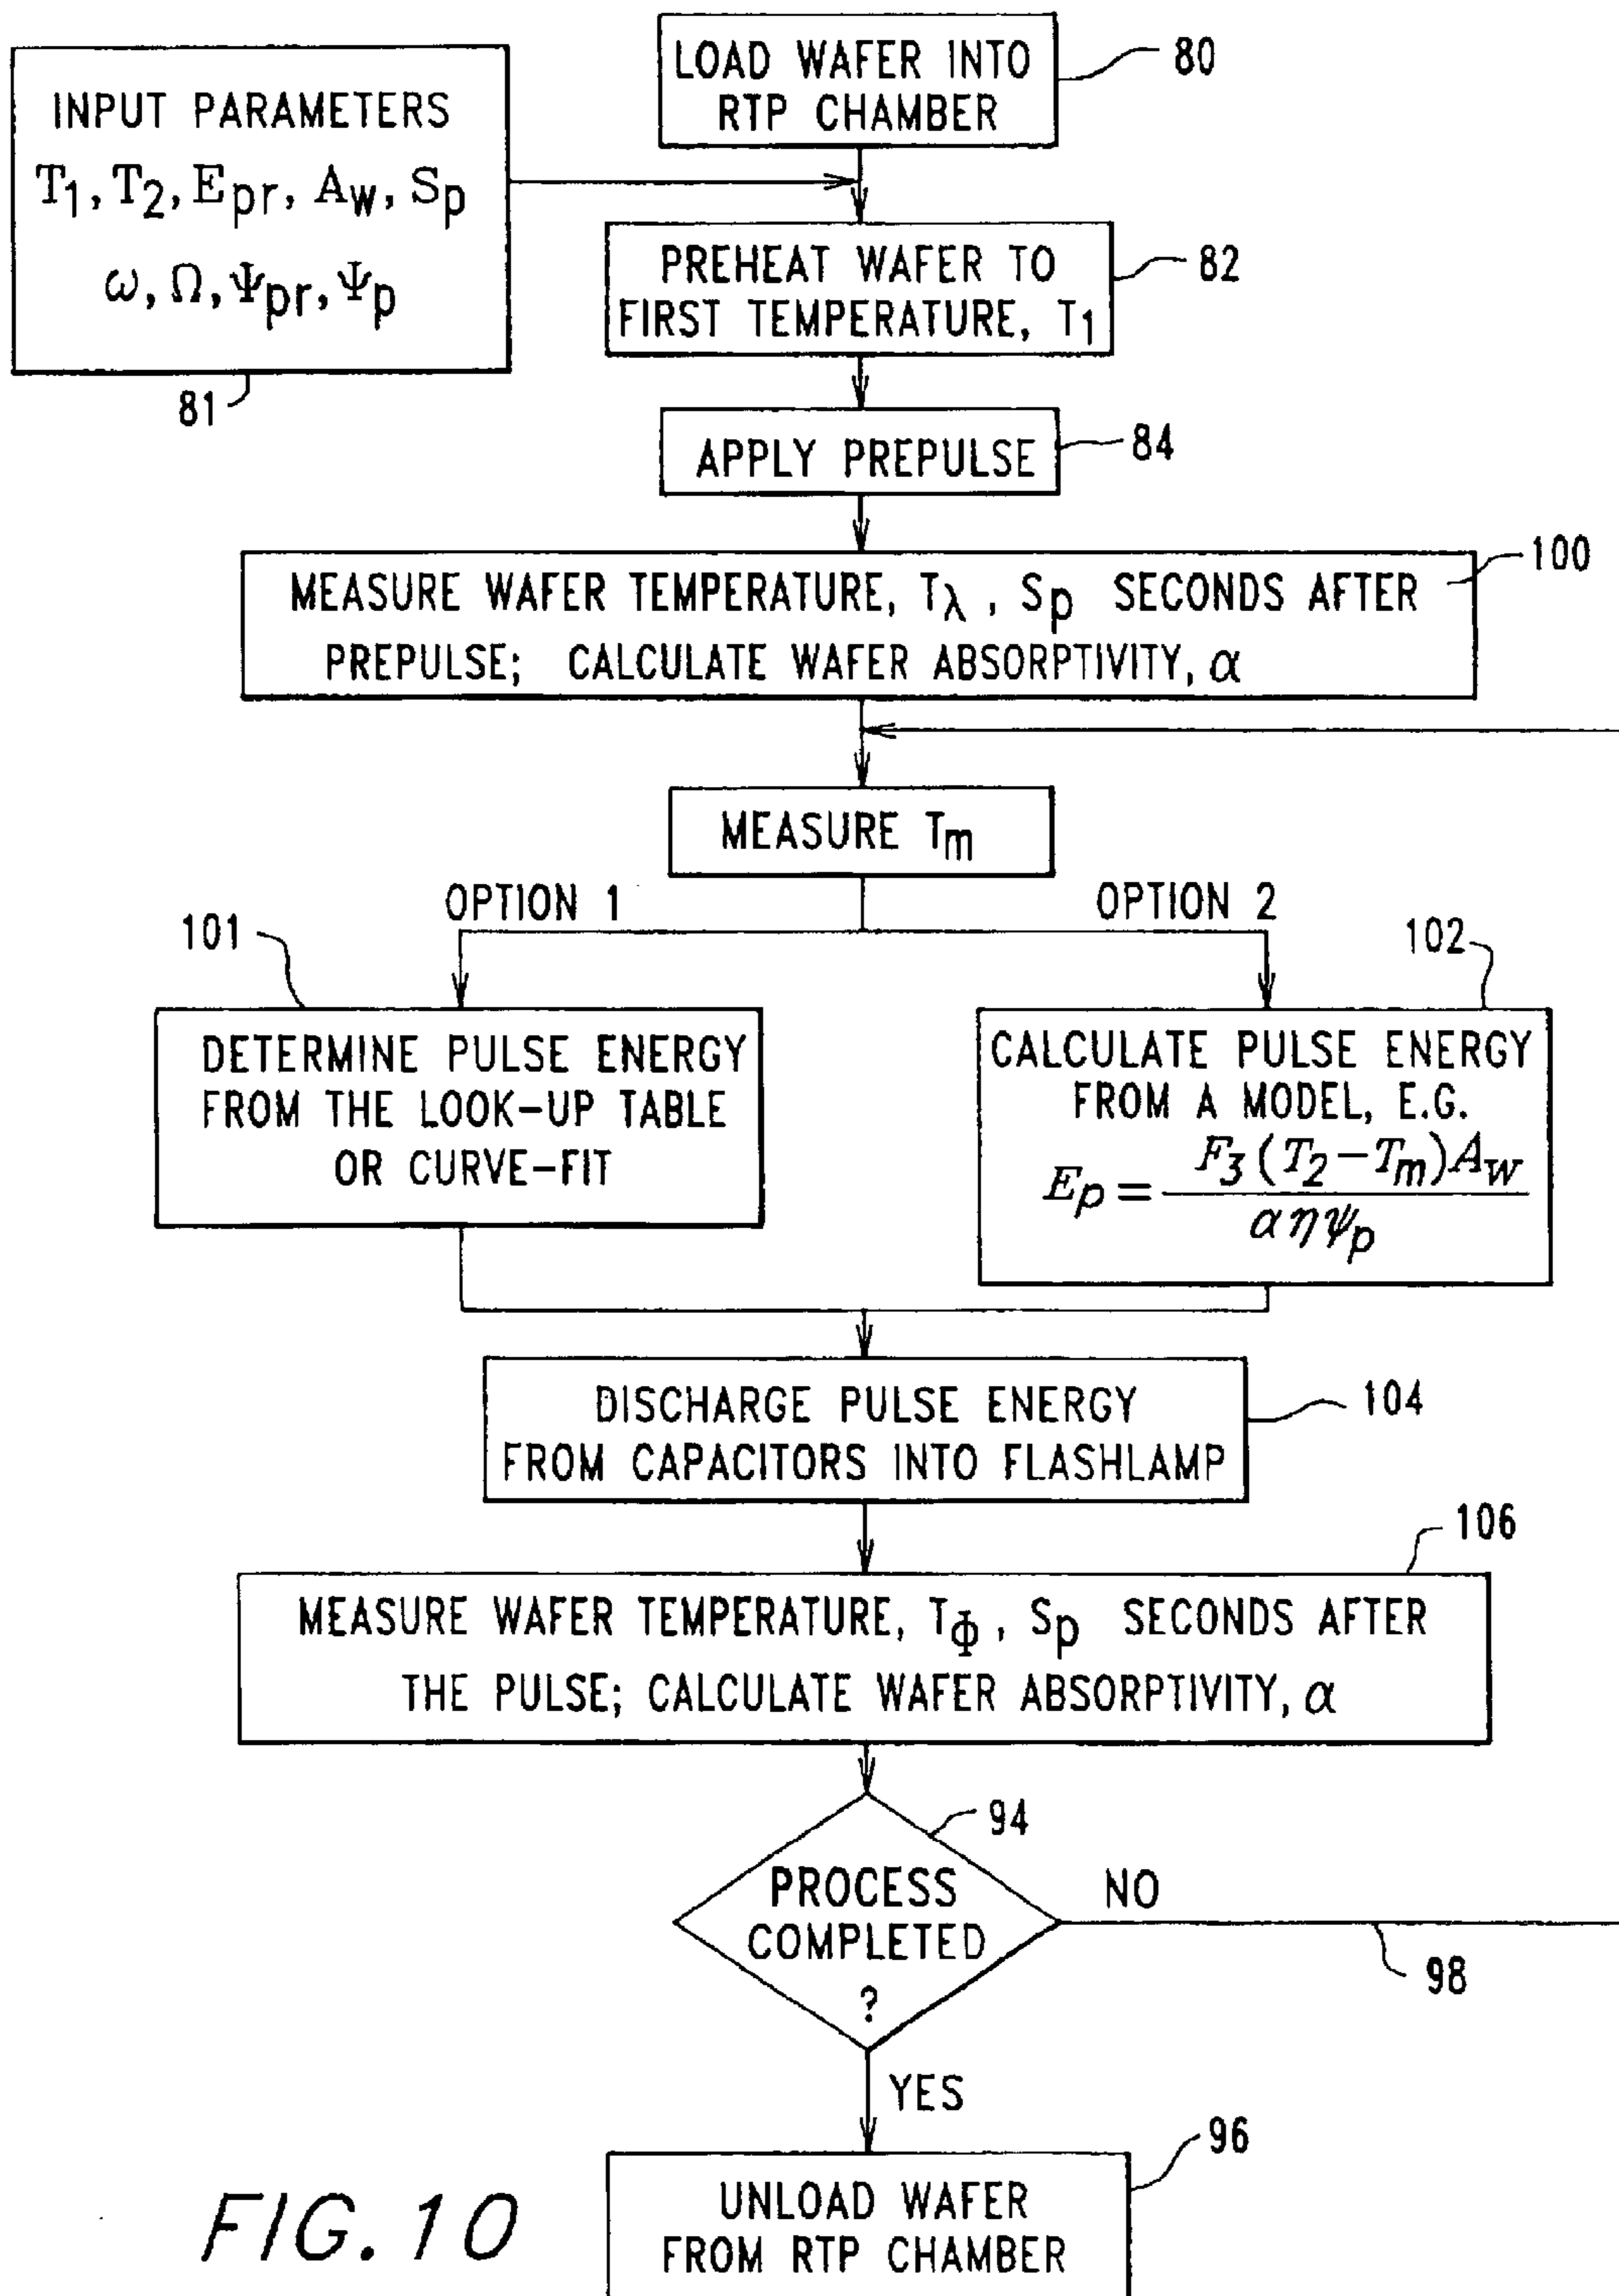 LOAD WAFER INTO
RTP CHAMBER
80
INPUT PARAMETERS
T1, T2, Epr, Aw, Sp
ω, Ω, Ψpr, Ψp
81
PREHEAT WAFER TO
FIRST TEMPERATURE, T1
82
APPLY PREPULSE
84
MEASURE WAFER TEMPERATURE, Tλ, Sp SECONDS AFTER
PREPULSE; CALCULATE WAFER ABSORPTIVITY, α
100
MEASURE Tm
OPTION 1
OPTION 2
101
102
DETERMINE PULSE ENERGY
FROM THE LOOK-UP TABLE
OR CURVE-FIT
CALCULATE PULSE ENERGY
FROM A MODEL, E.G.
Ep = F3 (T2-Tm)Aw / αηψp
DISCHARGE PULSE ENERGY
FROM CAPACITORS INTO FLASHLAMP
104
106
MEASURE WAFER TEMPERATURE, TΦ, Sp SECONDS AFTER
THE PULSE; CALCULATE WAFER ABSORPTIVITY, α
94
PROCESS
COMPLETED
?
NO
98
YES
96
UNLOAD WAFER
FROM RTP CHAMBER
FIG. 10